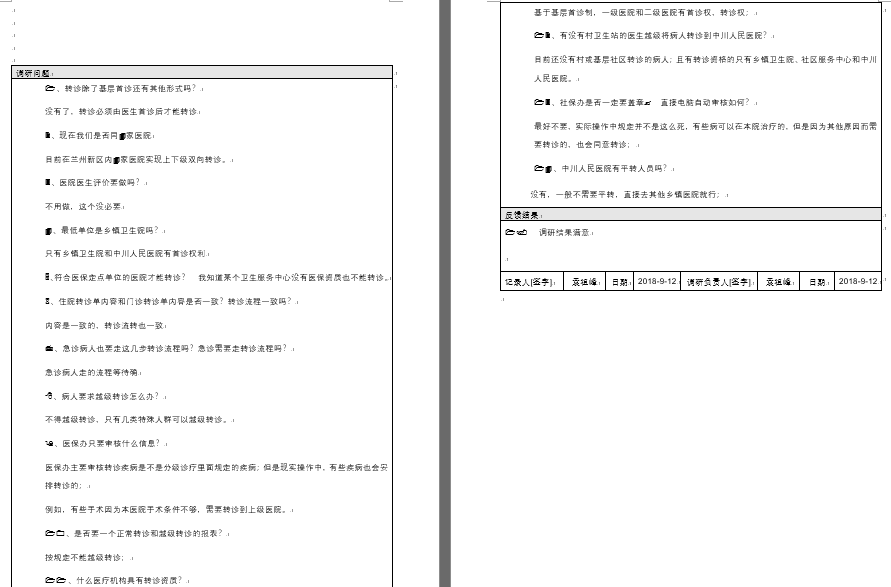 调研问题：
、转诊除了基层首诊还有其他形式吗？
没有了，转诊必须由医生首诊后才能转诊
、现在我们是否同家医院
目前在兰州新区内家医院实现上下级双向转诊。
、医院医生评价要做吗？
不用做，这个没必要
、最低单位是乡镇卫生院吗？
只有乡镇卫生院和中川人民医院有首诊权利
、符合医保定点单位的医院才能转诊？ 我知道某个卫生服务中心没有医保资质也不能转诊。
、住院转诊单内容和门诊转诊单内容是否一致？转诊流程一致吗？
内容是一致的，转诊流转也一致
、急诊病人也要走这几步转诊流程吗？急诊需要走转诊流程吗？
急诊病人走的流程等待确
、病人要求越级转诊怎么办？
不得越级转诊，只有几类特殊人群可以越级转诊。
、医保办只要审核什么信息？
医保办主要审核转诊疾病是不是分级诊疗里面规定的疾病；但是现实操作中，有些疾病也会安
排转诊的；
例如，有些手术因为本医院手术条件不够，需要转诊到上级医院。
、是否要一个正常转诊和越级转诊的报表？
按规定不能越级转诊；
、什么医疗机构具有转诊资质？
基于基层首诊制，一级医院和二级医院有首诊权、转诊权；
、有没有村卫生站的医生越级将病人转诊到中川人民医院？
目前还没有村或基层社区转诊的病人；且有转诊资格的只有乡镇卫生院、社区服务中心和中川
人民医院。
、社保办是否一定要盖章 直接电脑自动审核如何？
最好不要，实际操作中规定并不是这么死，有些病可以在本院治疗的，但是因为其他原因而需
要转诊的，也会同意转诊；
、中川人民医院有平转人员吗？
没有，一般不需要平转，直接去其他乡镇医院就行；
反馈结果：
调研结果满意
记录人[签字] 袁祖峰 日期 2018-9-12 调研负责人[签字] 袁祖峰 日期 2018-9-12